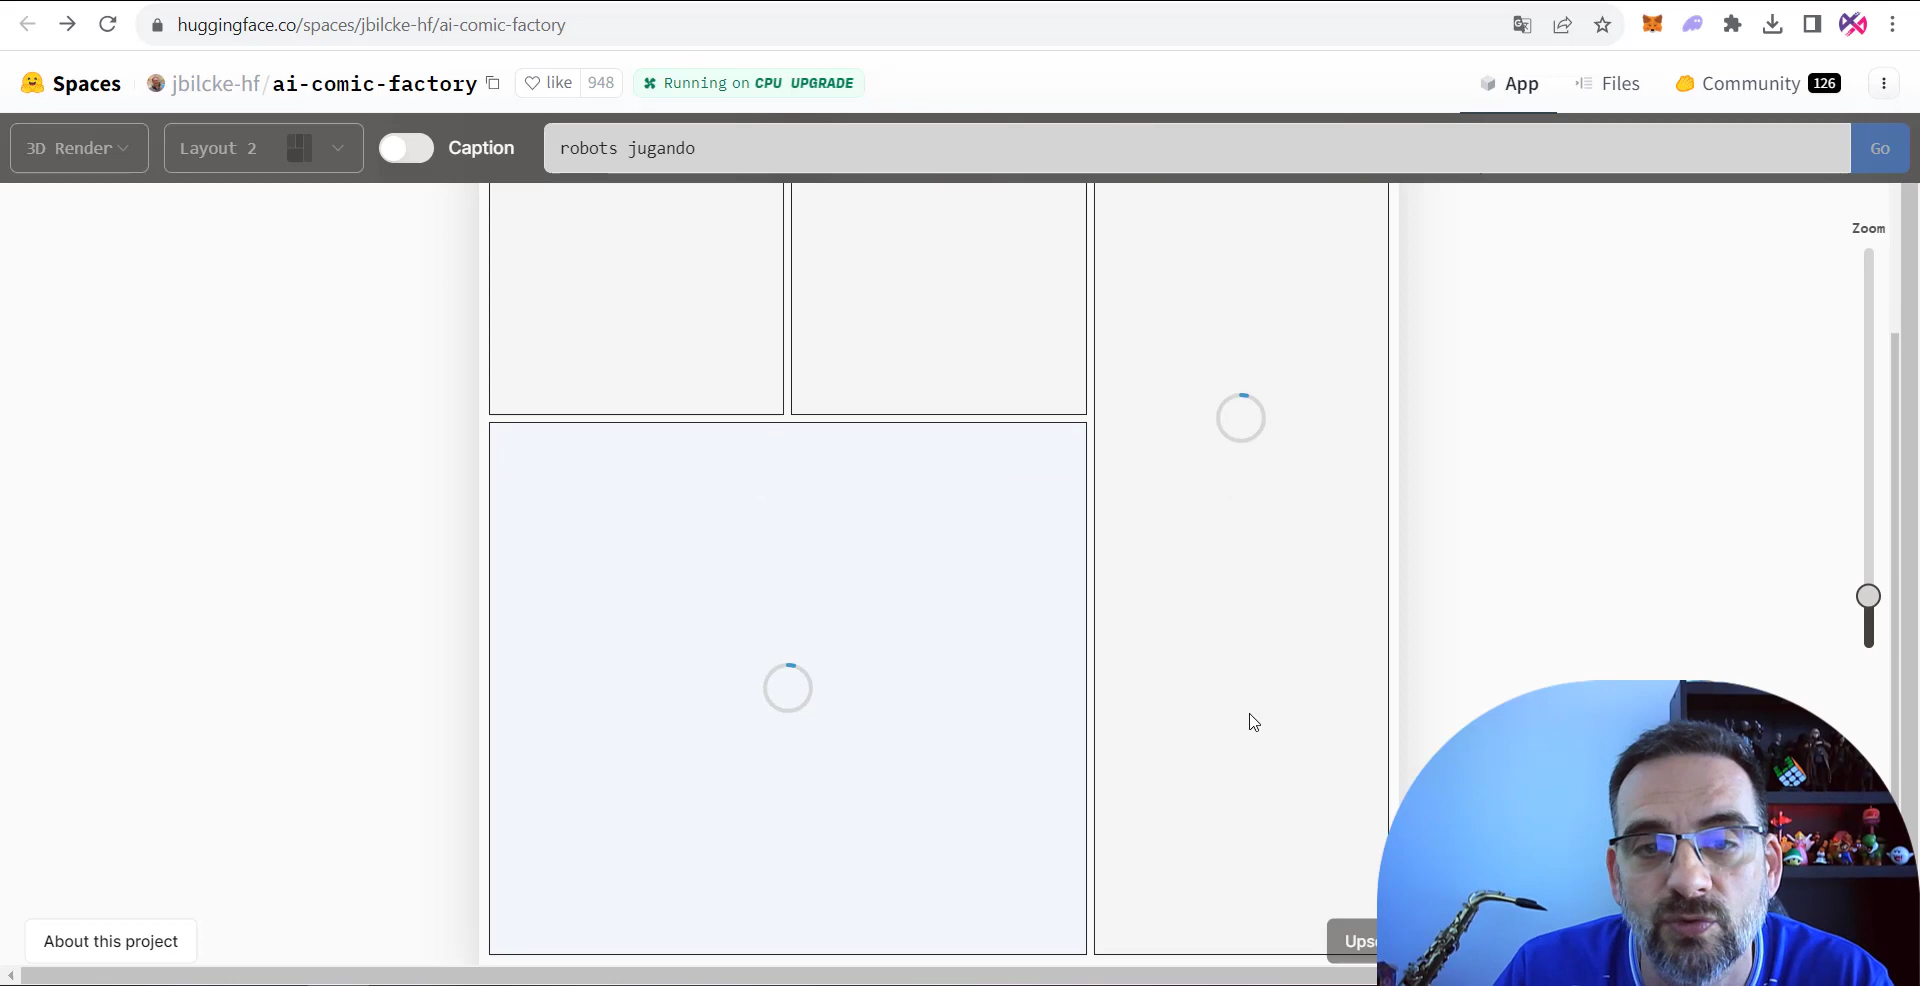 huggingface.co/spaces/jbilcke-hf/ai-comic-factory
Spaces
jbilcke-hf/ai-comic-factory
like 948
Running on CPU UPGRADE
App
Files
Community 126
3D Render
Layout 2
Caption
robots jugando
Go
Zoom
About this project